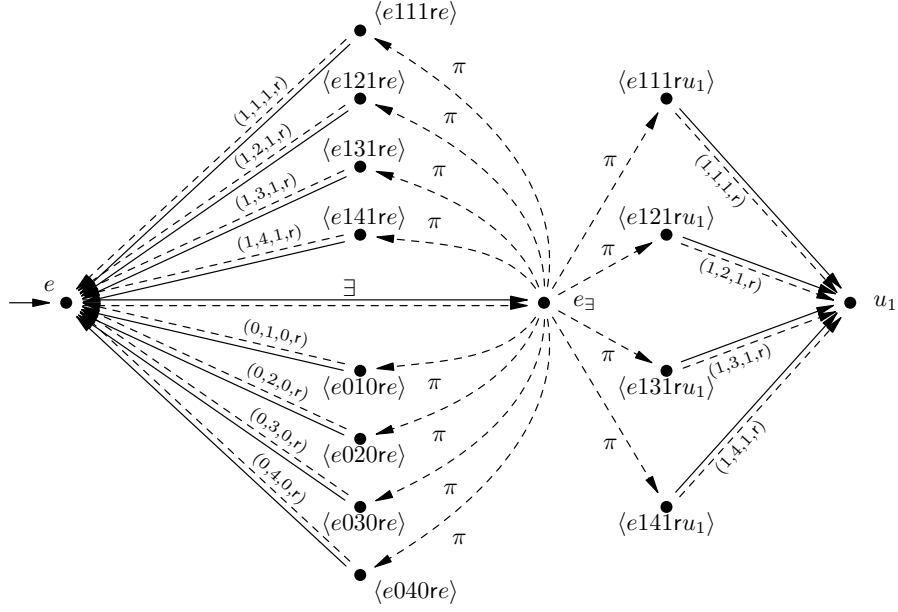 ⟨e111re⟩
π
⟨e121re⟩
⟨e111ru₁⟩
(1,1,1,r)
π
(1,2,1,r)
⟨e131re⟩
π
π
(1,1,1,r)
(1,3,1,r)
⟨e141re⟩
π
⟨e121ru₁⟩
(1,4,1,r)
π
(1,2,1,r)
e
∃
e∃
u₁
(0,1,0,r)
π
(1,3,1,r)
⟨e010re⟩
π
⟨e131ru₁⟩
(0,2,0,r)
(0,3,0,r)
⟨e020re⟩
π
π
(1,4,1,r)
(0,4,0,r)
π
⟨e030re⟩
⟨e141ru₁⟩
π
⟨e040re⟩